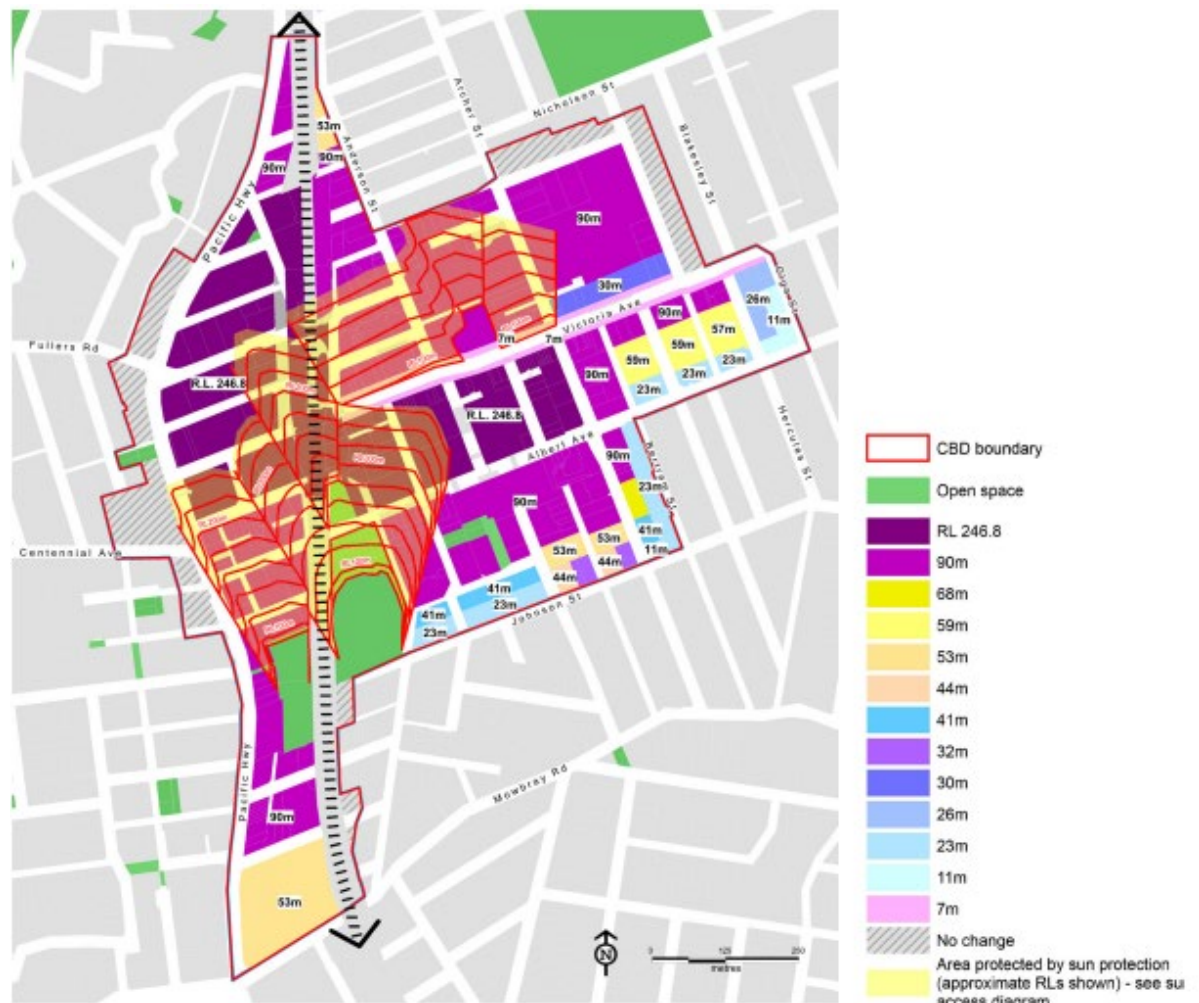 Nicholson St
Archer St
53m
Anderson St
90m
Blakesley St
90m
Pacific Hwy
90m
Olga St
30m
26m
Victoria Ave
90m
11m
57m
7m
7m
Fullers Rd
59m
59m
R.L. 246.8
90m
23m
23m
23m
R.L. 246.8
Albert Ave
Hercules St
90m
23m
90m
41m
Centennial Ave
53m
53m
11m
44m
44m
41m
23m
Johnson St
41m
23m
Pacific Hwy
Mowbray Rd
90m
53m
N
0 125 250
metres
CBD boundary
Open space
RL 246.8
90m
68m
59m
53m
44m
41m
32m
30m
26m
23m
11m
7m
No change
Area protected by sun protection
(approximate RLs shown) - see su
access diagram